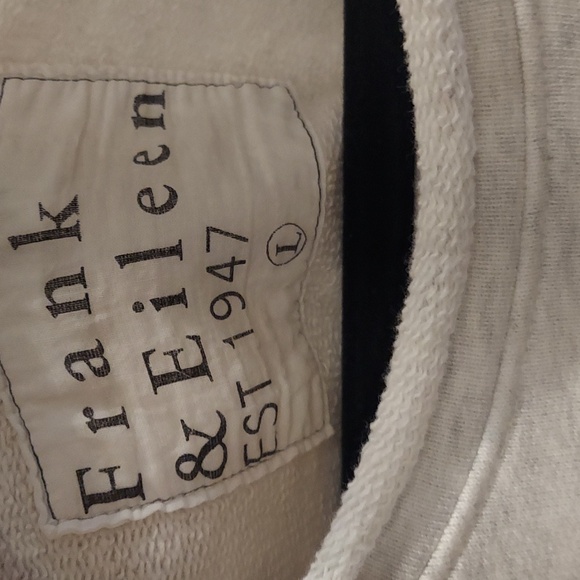 Frank
& Eileen
EST 1947
L